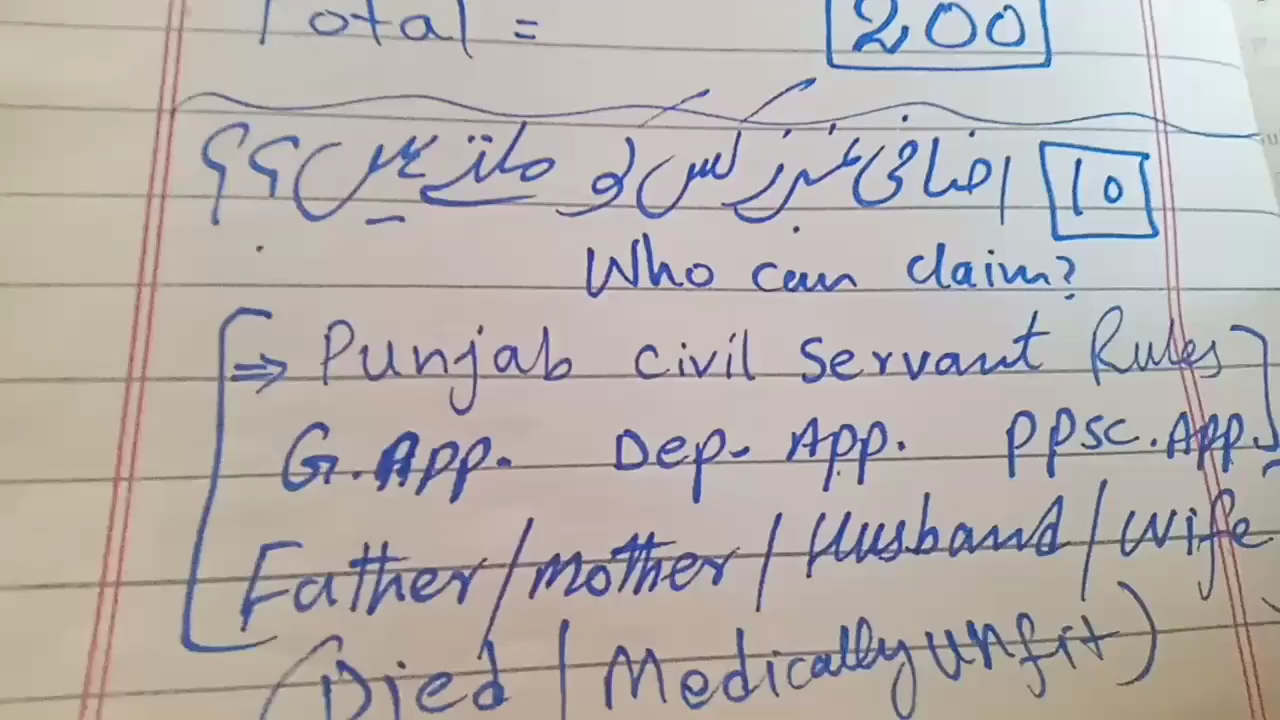 Total = 200
10 اضافی نمبرز کس کو ملتے ہیں؟؟
Who can claim?
⇒ Punjab civil Servant Rules
G.App. Dep. App. PPSC.App.
Father/Mother/Husband/Wife
(Died/Medically unfit)